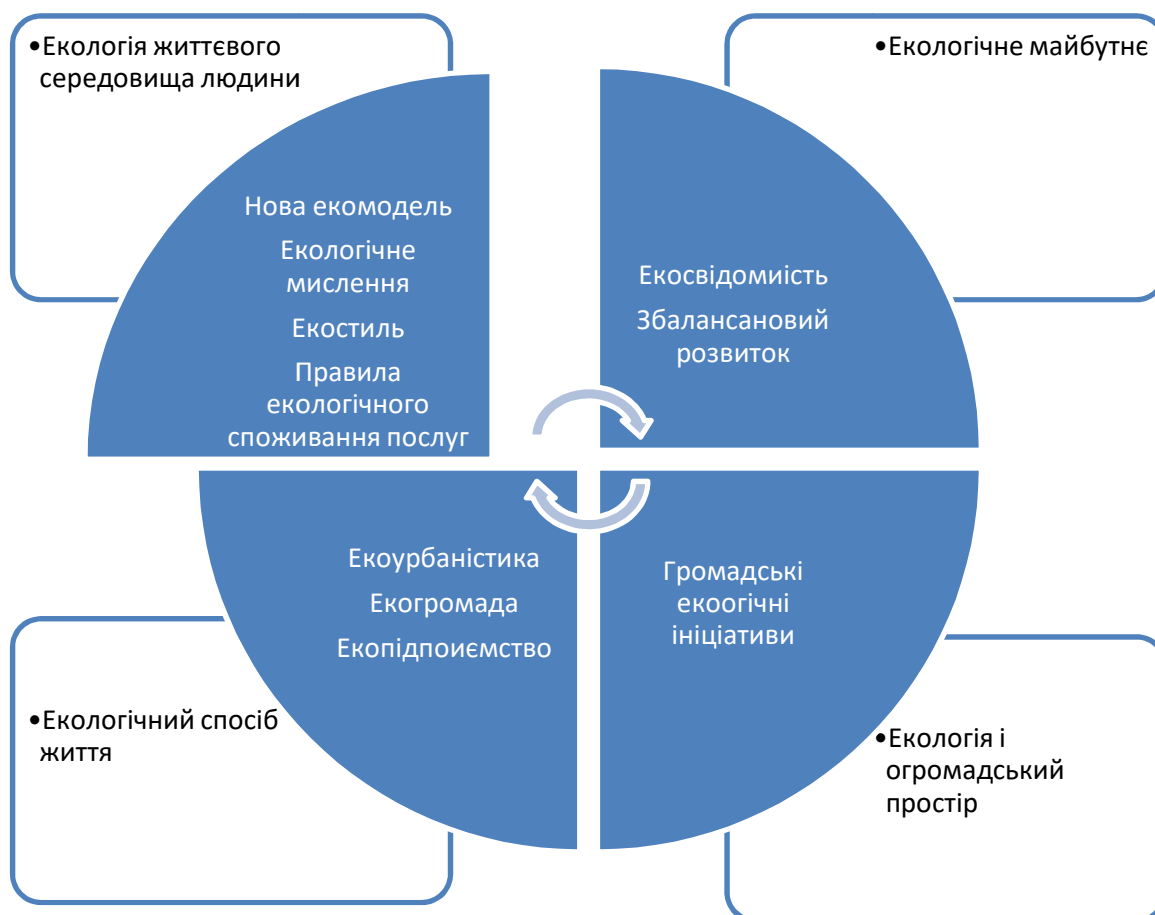 •Екологія життєвого
середовища людини
•Екологічне майбутнє
Нова екомодель
Екологічне
мислення
Екостиль
Правила
екологічного
споживання послуг
Екосвідомиість
Збалансановий
розвиток
Екоурбаністика
Екогромада
Екопідпоиємство
Громадські
екоогічні
ініціативи
•Екологічний спосіб
життя
•Екологія і
огромадський
простір